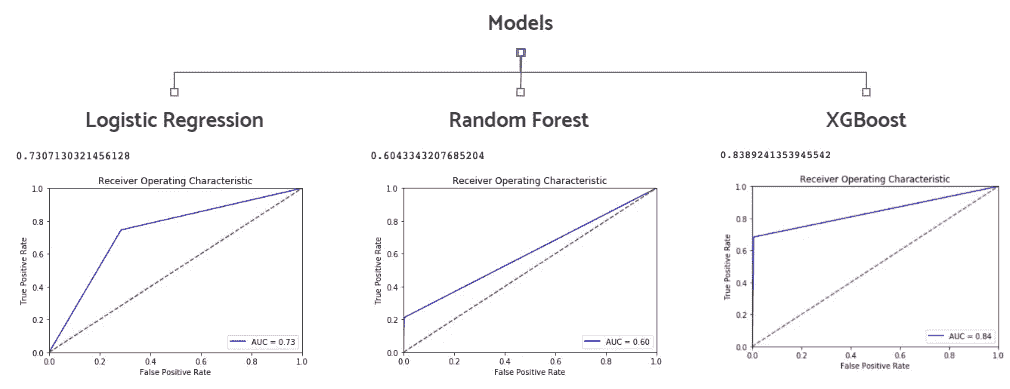 Models
Logistic Regression
0.7307130321456128
Receiver Operating Characteristic
1.0
0.8
0.6
0.4
0.2
0.0
True Positive Rate
0.0 0.2 0.4 0.6 0.8 1.0
False Positive Rate
AUC = 0.73
Random Forest
0.6043343207685204
Receiver Operating Characteristic
1.0
0.8
0.6
0.4
0.2
0.0
True Positive Rate
0.0 0.2 0.4 0.6 0.8 1.0
False Positive Rate
AUC = 0.60
XGBoost
0.8389241353945542
Receiver Operating Characteristic
1.0
0.8
0.6
0.4
0.2
0.0
True Positive Rate
0.0 0.2 0.4 0.6 0.8 1.0
False Positive Rate
AUC = 0.84